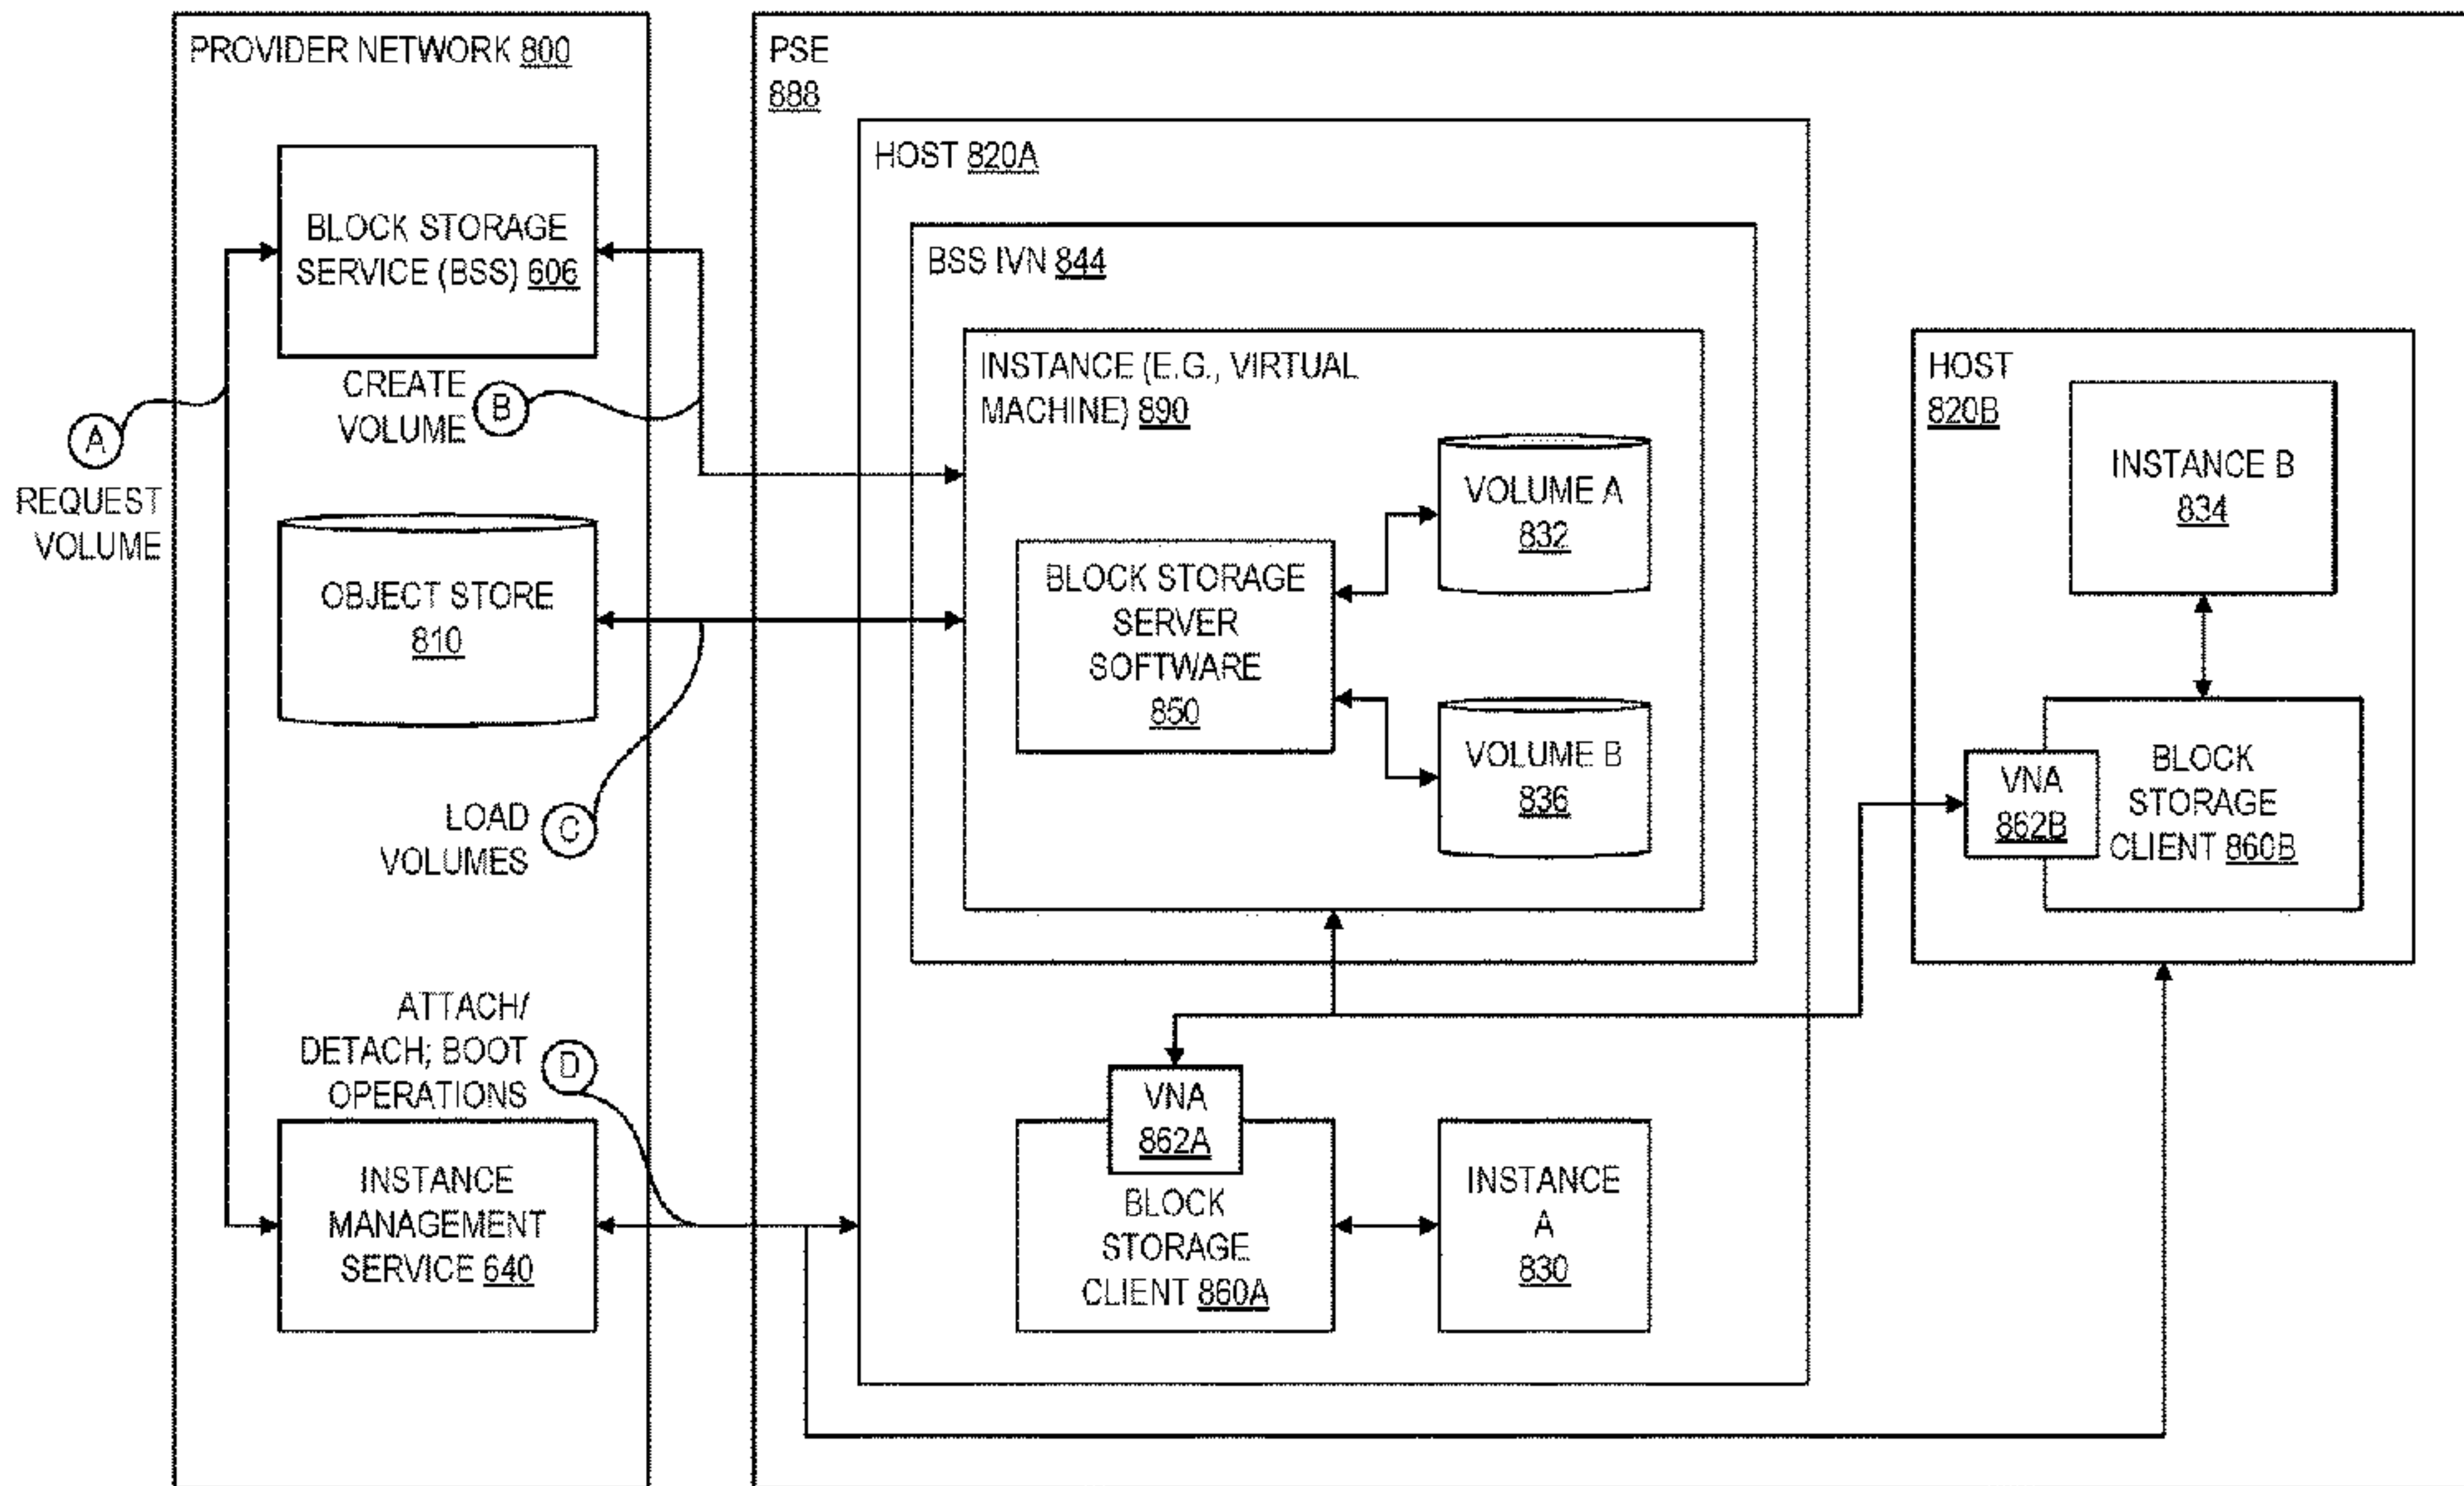 PROVIDER NETWORK 800
BLOCK STORAGE
SERVICE (BSS) 606
CREATE
VOLUME
B
A
REQUEST
VOLUME
OBJECT STORE
810
LOAD
VOLUMES
C
ATTACH/
DETACH; BOOT
OPERATIONS
D
INSTANCE
MANAGEMENT
SERVICE 640
PSE
888
HOST 820A
BSS IVN 844
INSTANCE (E.G., VIRTUAL
MACHINE) 890
BLOCK STORAGE
SERVER
SOFTWARE
850
VOLUME A
832
VOLUME B
836
VNA
862A
BLOCK
STORAGE
CLIENT 860A
INSTANCE
A
830
HOST
820B
INSTANCE B
834
VNA
862B
BLOCK
STORAGE
CLIENT 860B